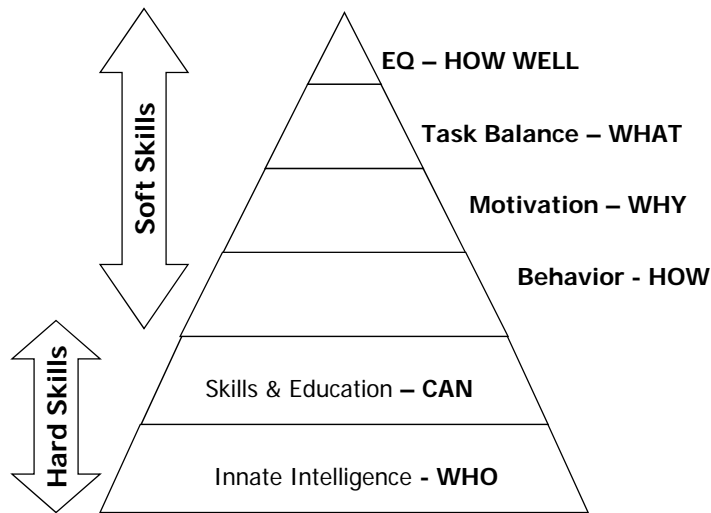 EQ – HOW WELL
Task Balance – WHAT
Motivation – WHY
Behavior - HOW
Soft Skills
Skills & Education – CAN
Innate Intelligence - WHO
Hard Skills